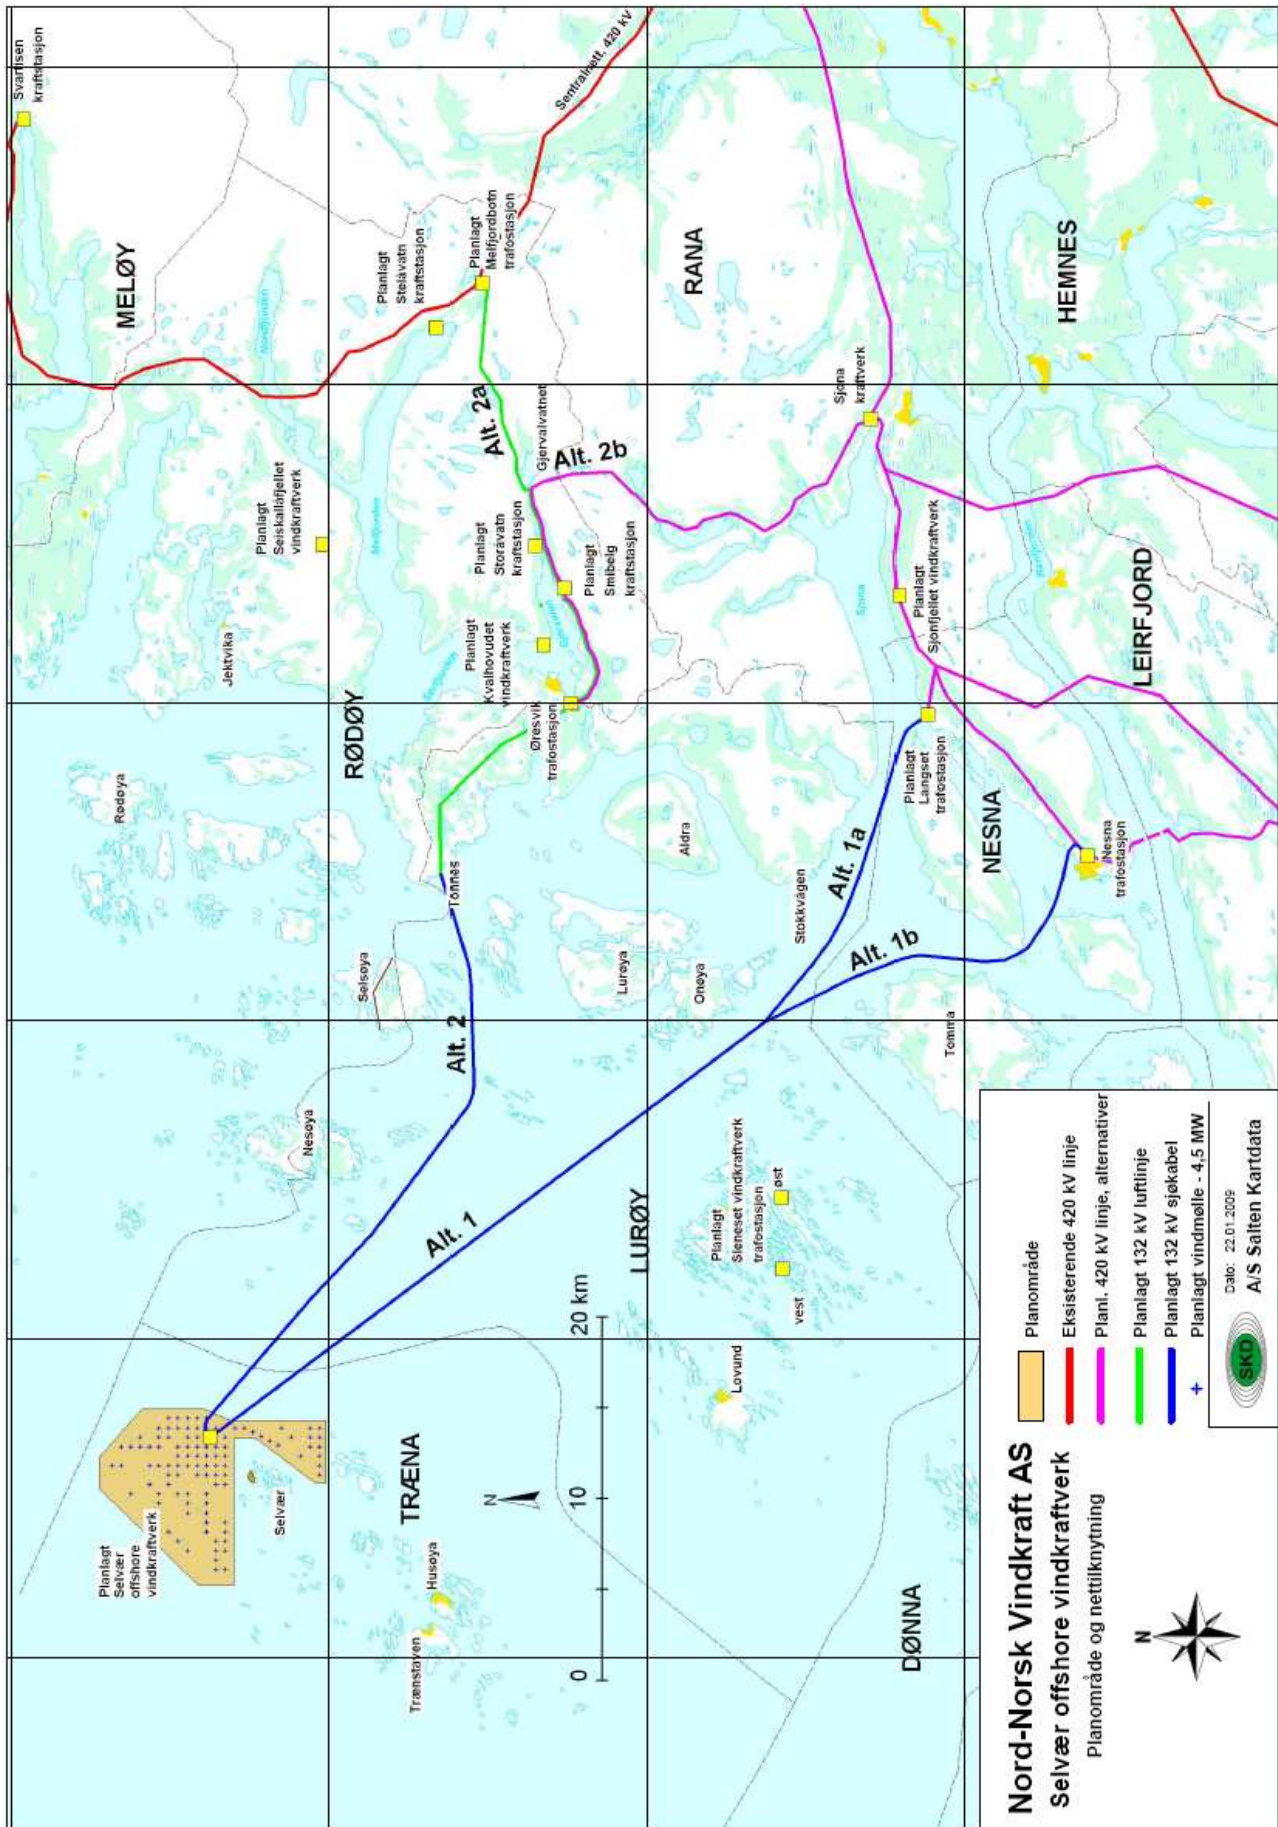 Svartisen
kraftstasjon
MELØY
Sentralnett. 420 kV
Planlagt
Stelåvatn
kraftstasjon
Planlagt
Melfjordbotn
trafostasjon
Planlagt
Seiskallåfjellet
vindkraftverk
Jektvika
Melfjorden
RØDØY
Rødøya
Alt. 2a
Gjervalvatnet
Alt. 2b
Planlagt
Storåvatn
kraftstasjon
Planlagt
Smibelg
kraftstasjon
Planlagt
Kvalhovudet
vindkraftverk
Øresvik
trafostasjon
RANA
Sjona
kraftverk
HEMNES
Planlagt
Sjonfjellet vindkraftverk
Sjona
LEIRFJORD
Planlagt
Langset
trafostasjon
NESNA
Nesna
trafostasjon
Aldra
Stokkvågen
Alt. 1a
Alt. 1b
Tonnes
Selsøya
Lurøya
Onøya
Tomma
Alt. 2
Nesøya
Alt. 1
LURØY
Planlagt
Sleneset vindkraftverk
trafostasjon
øst
vest
Lovund
Planlagt
Selvær
offshore
vindkraftverk
Selvær
TRÆNA
Husøya
Trænstaven
N
0
10
20 km
DØNNA
Nord-Norsk Vindkraft AS
Selvær offshore vindkraftverk
Planområde og nettilknytning
N
Planområde
Eksisterende 420 kV linje
Planl. 420 kV linje, alternativer
Planlagt 132 kV luftlinje
Planlagt 132 kV sjøkabel
Planlagt vindmølle - 4,5 MW
SKD
Dato: 22.01.2009
A/S Salten Kartdata